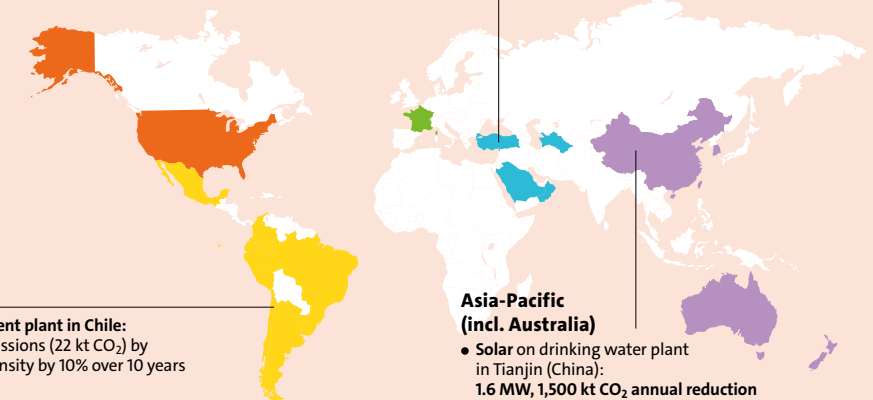 ent plant in Chile:
ssions (22 kt CO₂) by
nsity by 10% over 10 years
Asia-Pacific
(incl. Australia)
• Solar on drinking water plant
in Tianjin (China):
1.6 MW, 1,500 kt CO₂ annual reduction